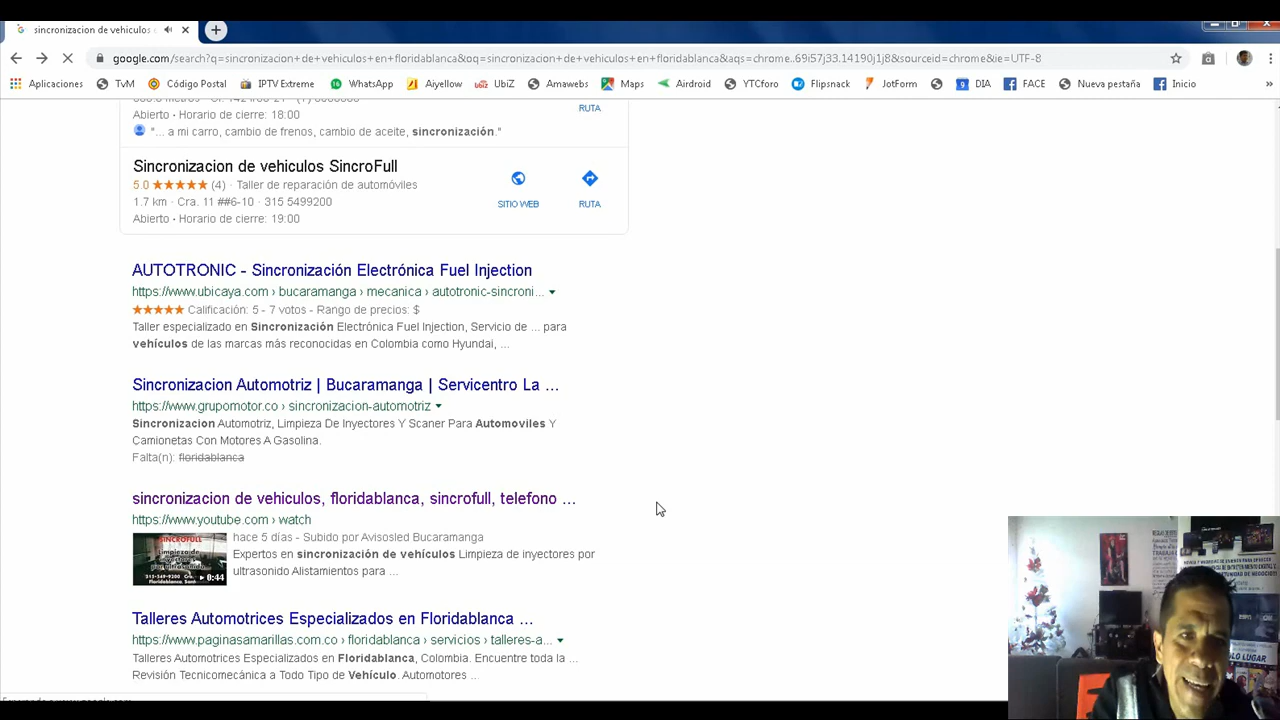 sincronizacion de vehiculos e
google.com/search?q=sincronizacion+de+vehiculos+en+floridablanca&oq=sincronizacion+de+vehiculos+en+floridablanca&aqs=chrome..69i57j33.14190j1j8&sourceid=chrome&ie=UTF-8
Aplicaciones TvM Código Postal IPTV Extreme WhatsApp Aiyellow UbiZ Amawebs Maps Android YTCforo Flipsnack JotForm DIA FACE Nueva pestaña Inicio »
Abierto · Horario de cierre: 18:00
RUTA
"... a mi carro, cambio de frenos, cambio de aceite, sincronización."
Sincronizacion de vehiculos SincroFull
5.0 (4) · Taller de reparación de automóviles
1.7 km · Cra. 11 ##6-10 · 315 5499200
SITIO WEB RUTA
Abierto · Horario de cierre: 19:00
AUTOTRONIC - Sincronización Electrónica Fuel Injection
https://www.ubicaya.com › bucaramanga › mecanica › autotronic-sincroni...
Calificación: 5 - 7 votos - Rango de precios: $
Taller especializado en Sincronización Electrónica Fuel Injection, Servicio de ... para
vehículos de las marcas más reconocidas en Colombia como Hyundai, ...
Sincronizacion Automotriz | Bucaramanga | Servicentro La ...
https://www.grupomotor.co › sincronizacion-automotriz
Sincronizacion Automotriz, Limpieza De Inyectores Y Scaner Para Automoviles Y
Camionetas Con Motores A Gasolina.
Falta(n): floridablanca
sincronizacion de vehiculos, floridablanca, sincrofull, telefono ...
https://www.youtube.com › watch
hace 5 días - Subido por Avisosled Bucaramanga
Expertos en sincronización de vehículos Limpieza de inyectores por
ultrasonido Alistamientos para ...
SINCROFULL
Limpieza de
0:44
Talleres Automotrices Especializados en Floridablanca ...
https://www.paginasamarillas.com.co › floridablanca › servicios › talleres-a...
Talleres Automotrices Especializados en Floridablanca, Colombia. Encuentre toda la ...
Revisión Tecnicomecànica a Todo Tipo de Vehículo. Automotores ...